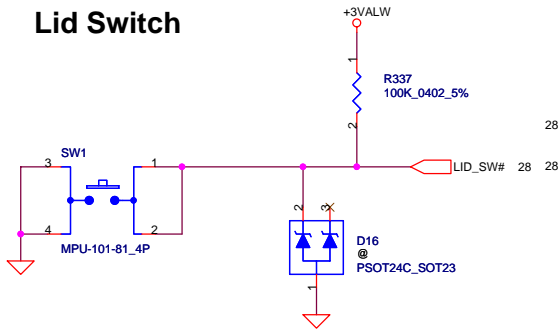 Lid Switch
+3VALW
1
R337
100K_0402_5%
2
28
SW1
3
1
LID_SW# 28 28
4
2
MPU-101-81_4P
2
3
D16
@
PSOT24C_SOT23
1